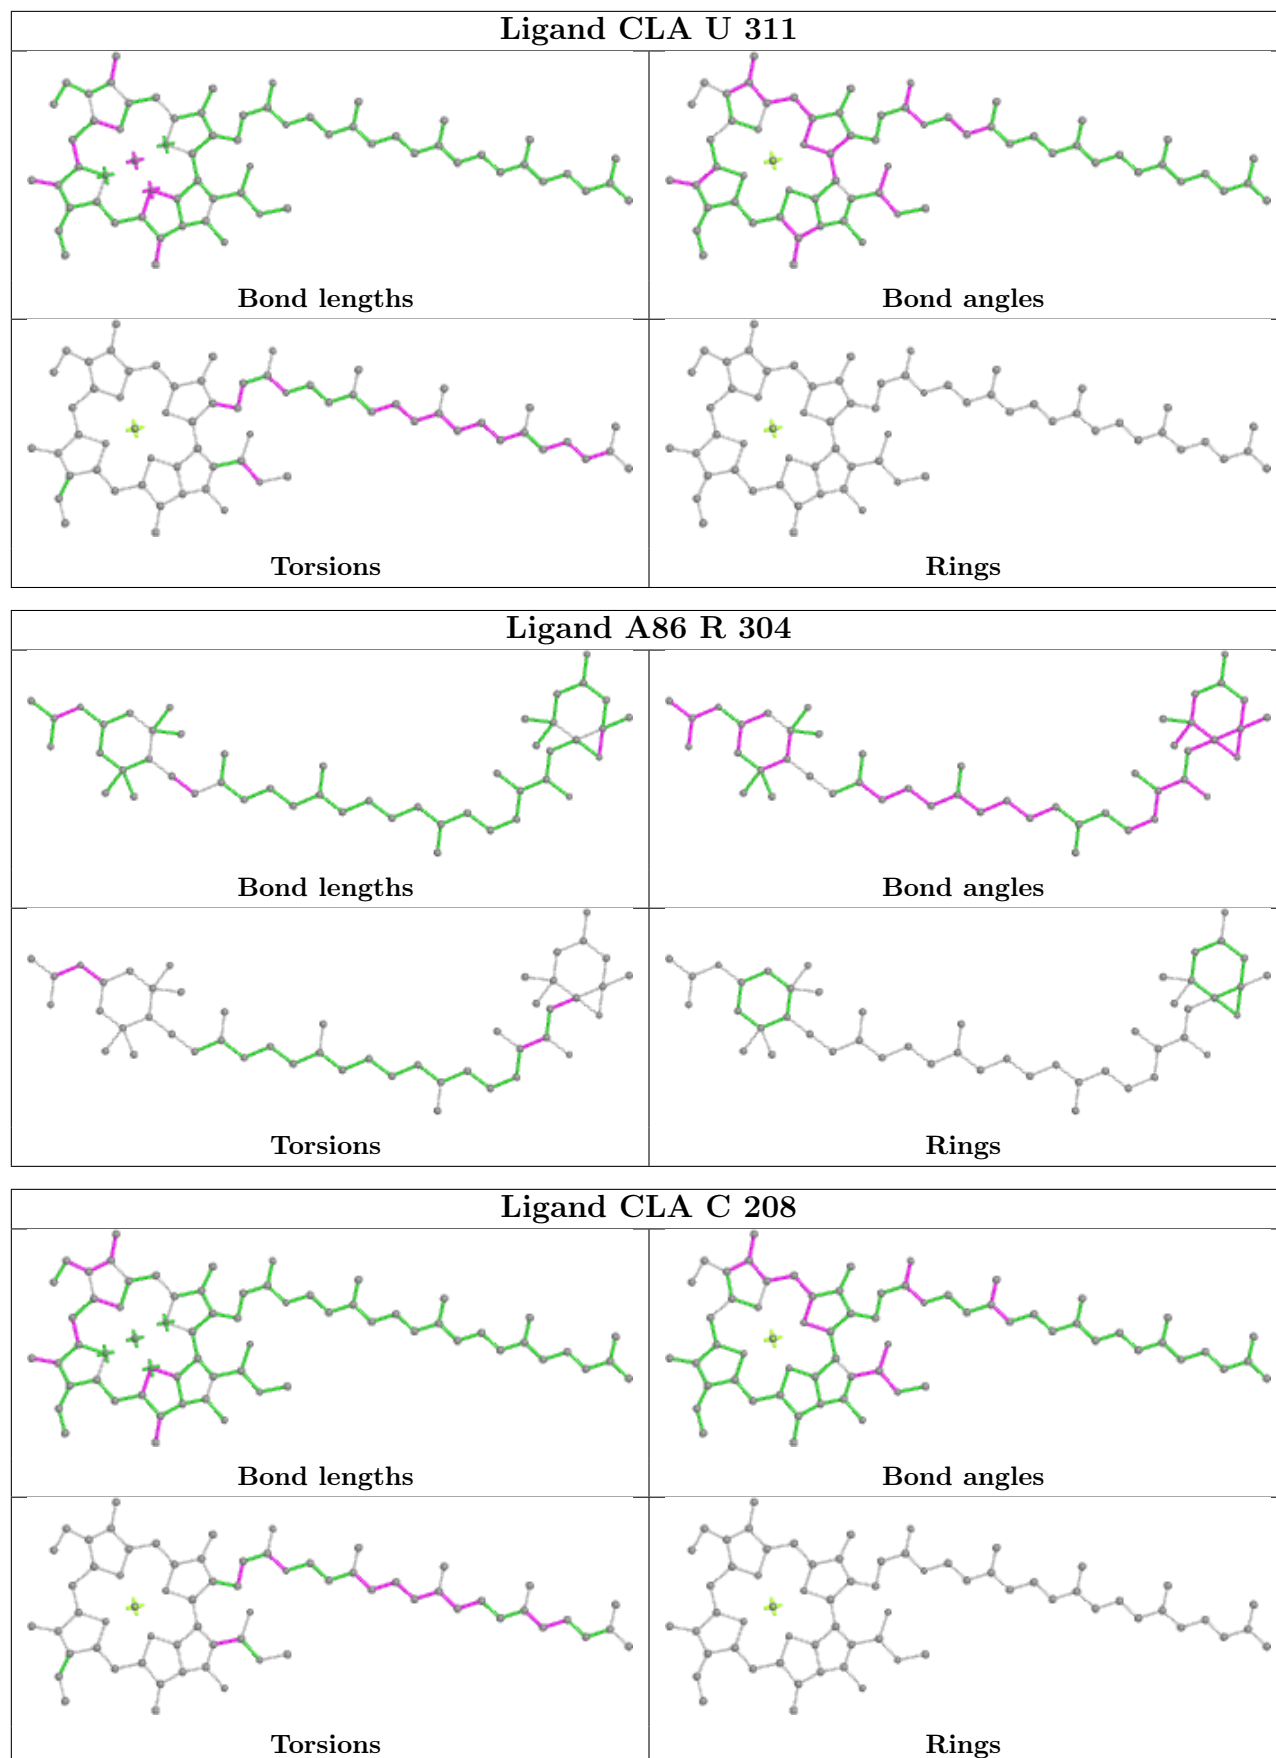 Ligand CLA U 311
Bond lengths
Bond angles
Torsions
Rings
Ligand A86 R 304
Bond lengths
Bond angles
Torsions
Rings
Ligand CLA C 208
Bond lengths
Bond angles
Torsions
Rings